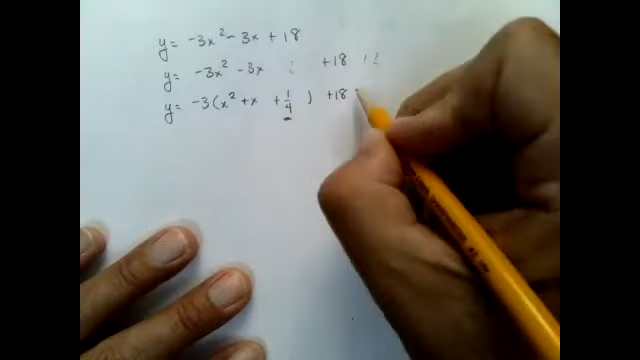 y = -3x² - 3x + 18
y = -3x² - 3x +18
y = -3(x² + x + 1/4 ) +18